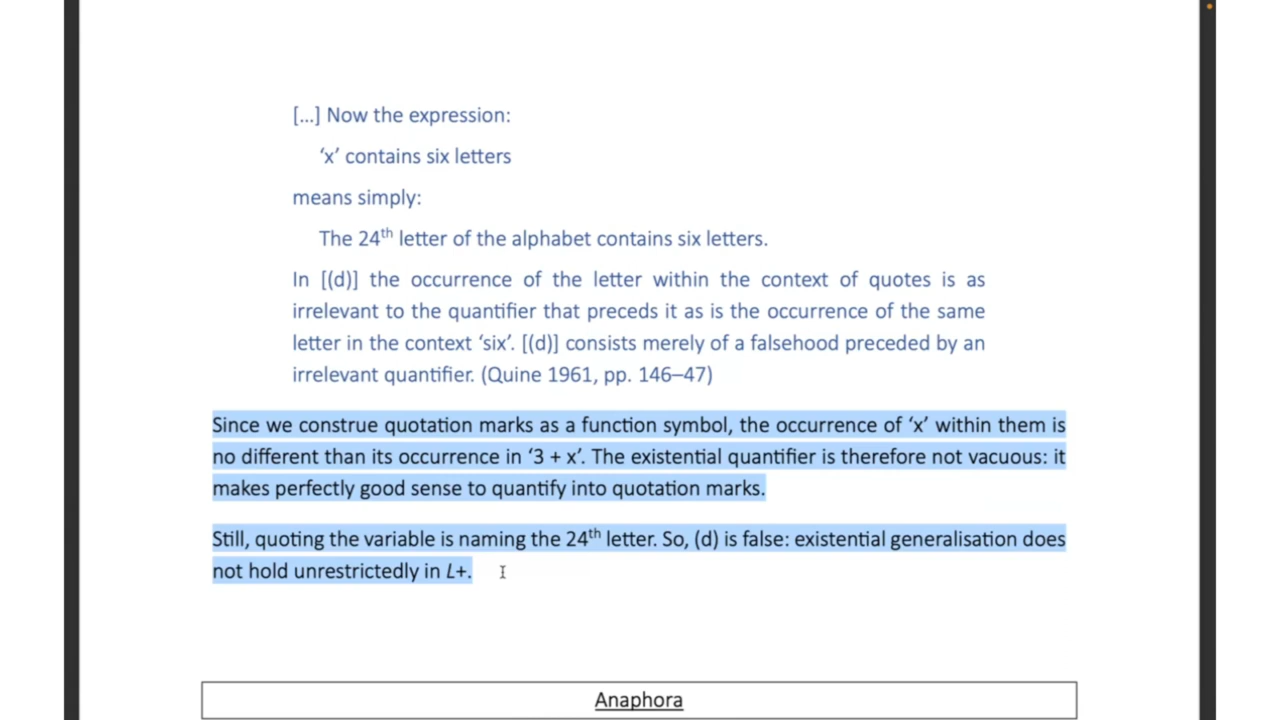 [...] Now the expression:
‘x’ contains six letters
means simply:
The 24th letter of the alphabet contains six letters.
In [(d)] the occurrence of the letter within the context of quotes is as
irrelevant to the quantifier that preceds it as is the occurrence of the same
letter in the context ‘six’. [(d)] consists merely of a falsehood preceded by an
irrelevant quantifier. (Quine 1961, pp. 146–47)
Since we construe quotation marks as a function symbol, the occurrence of ‘x’ within them is
no different than its occurrence in ‘3 + x’. The existential quantifier is therefore not vacuous: it
makes perfectly good sense to quantify into quotation marks.
Still, quoting the variable is naming the 24th letter. So, (d) is false: existential generalisation does
not hold unrestrictedly in L+.
Anaphora